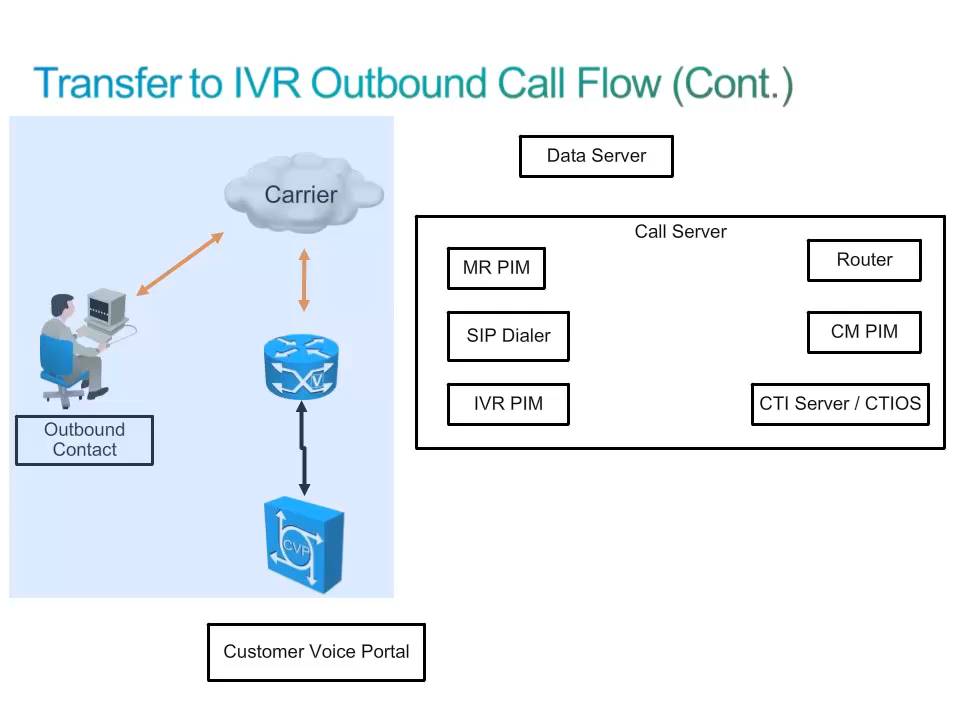 Transfer to IVR Outbound Call Flow (Cont.)
Data Server
Carrier
Call Server
MR PIM
Router
SIP Dialer
CM PIM
V
IVR PIM
CTI Server / CTIOS
Outbound
Contact
CVP
Customer Voice Portal